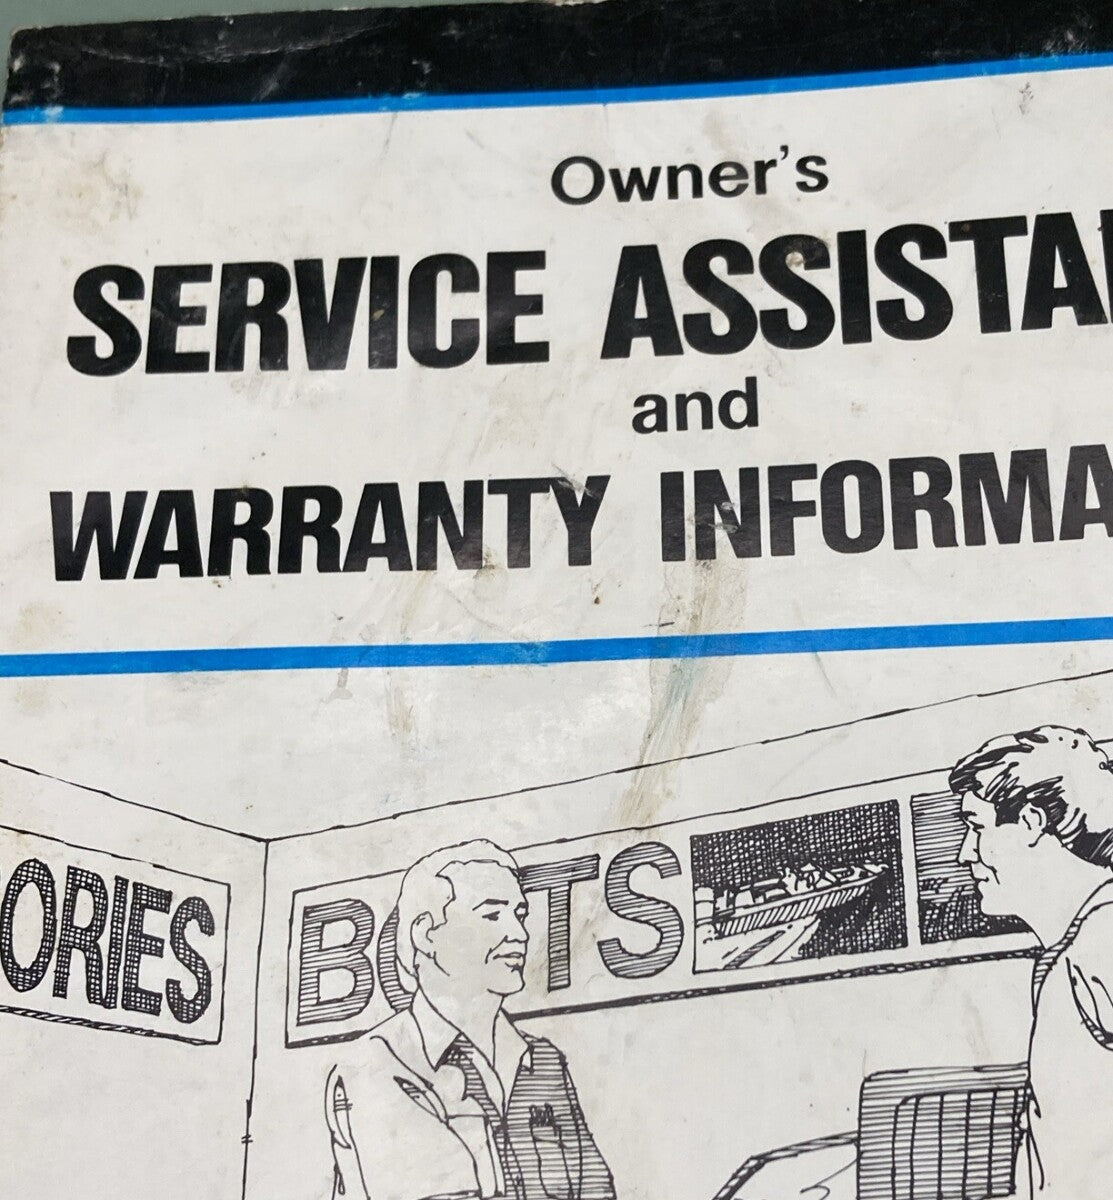 Owner's
SERVICE ASSISTA
and
WARRANTY INFORMA
ORIES
B TS